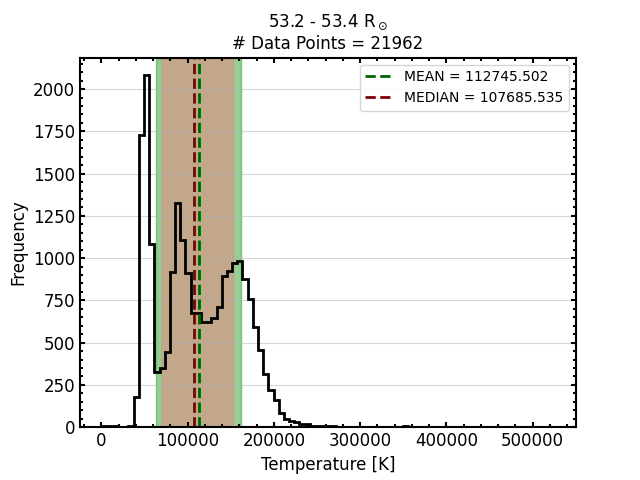 53.2 - 53.4 R⊙
# Data Points = 21962
MEAN = 112745.502
MEDIAN = 107685.535
Frequency
2000
1750
1500
1250
1000
750
500
250
0
0 100000 200000 300000 400000 500000
Temperature [K]